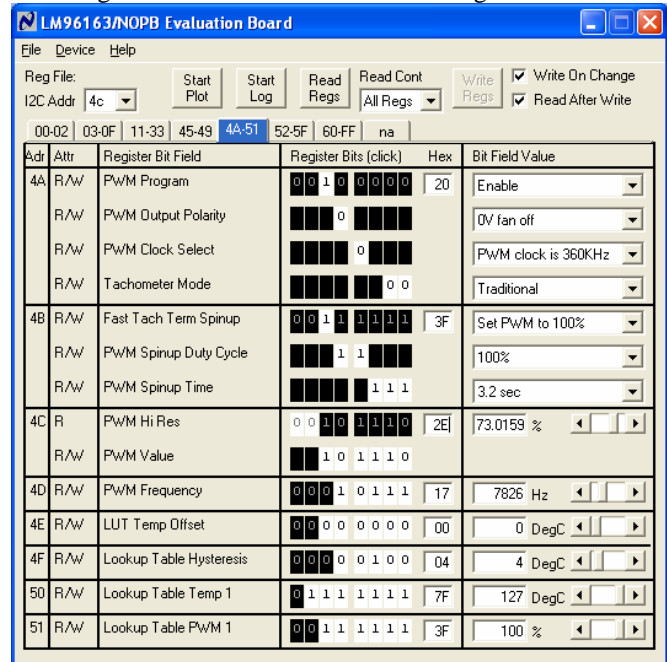 LM96163/NOPB Evaluation Board
File Device Help
Reg File: Start Plot Start Log Read Regs Read Cont Write Regs Write On Change
I2C Addr 4c All Regs Read After Write
00-02 03-0F 11-33 45-49 4A-51 52-5F 60-FF na
Adr Attr Register Bit Field Register Bits (click) Hex Bit Field Value
4A R/W PWM Program 0 0 1 0 0 0 0 0 20 Enable
R/W PWM Output Polarity 0 0V fan off
R/W PWM Clock Select 0 PWM clock is 360KHz
R/W Tachometer Mode 0 0 Traditional
4B R/W Fast Tach Term Spinup 0 0 1 1 1 1 1 1 3F Set PWM to 100%
R/W PWM Spinup Duty Cycle 1 1 100%
R/W PWM Spinup Time 1 1 1 3.2 sec
4C R PWM Hi Res 0 0 1 0 1 1 1 0 2E 73.0159 %
R/W PWM Value 1 0 1 1 1 0
4D R/W PWM Frequency 0 0 0 1 0 1 1 1 17 7826 Hz
4E R/W LUT Temp Offset 0 0 0 0 0 0 0 0 00 0 DegC
4F R/W Lookup Table Hysteresis 0 0 0 0 0 1 0 0 04 4 DegC
50 R/W Lookup Table Temp 1 0 1 1 1 1 1 1 1 7F 127 DegC
51 R/W Lookup Table PWM 1 0 0 1 1 1 1 1 1 3F 100 %